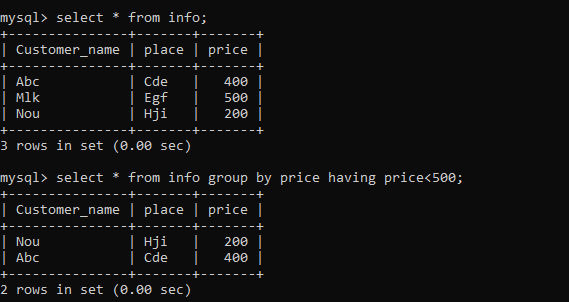 mysql> select * from info;
+---------------+-------+-------+
| Customer_name | place | price |
+---------------+-------+-------+
| Abc           | Cde   |   400 |
| Mlk           | Egf   |   500 |
| Nou           | Hji   |   200 |
+---------------+-------+-------+
3 rows in set (0.00 sec)

mysql> select * from info group by price having price<500;
+---------------+-------+-------+
| Customer_name | place | price |
+---------------+-------+-------+
| Nou           | Hji   |   200 |
| Abc           | Cde   |   400 |
+---------------+-------+-------+
2 rows in set (0.00 sec)